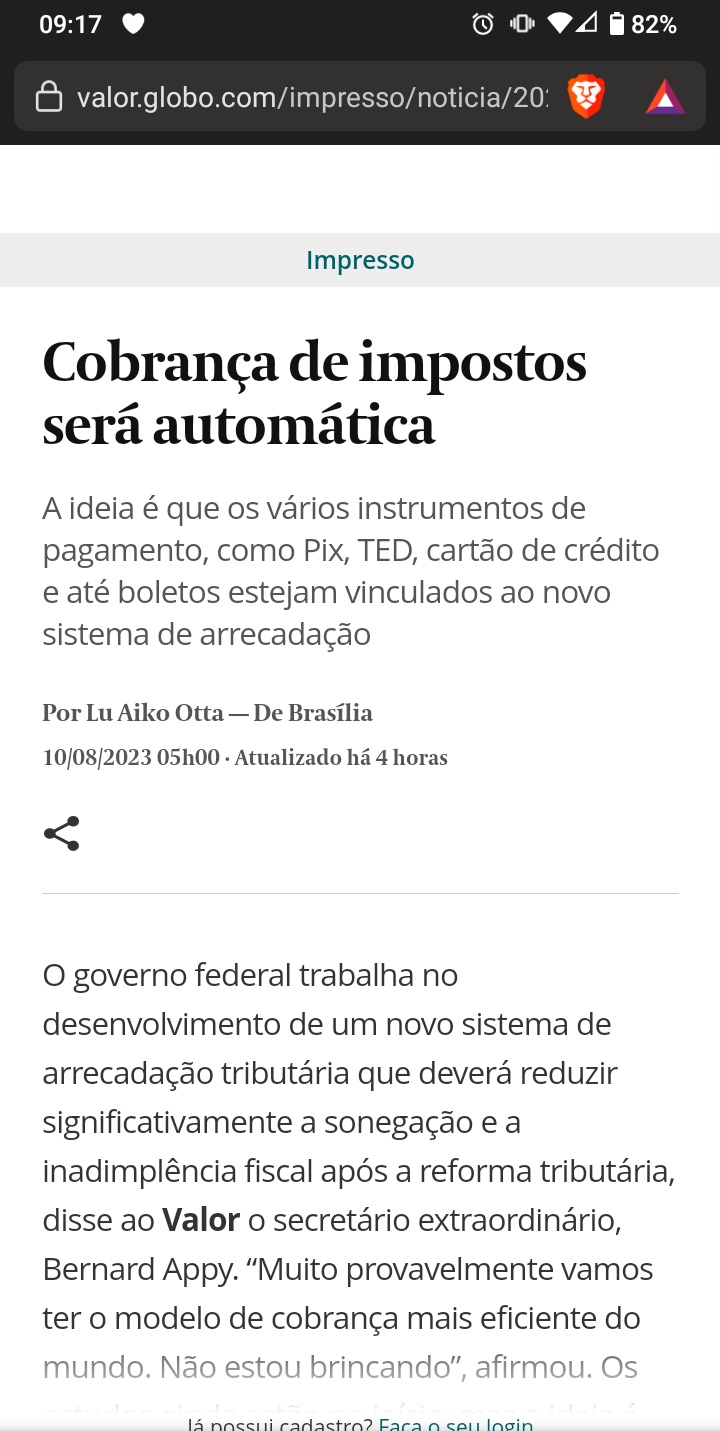 09:17
82%
valor.globo.com/impresso/noticia/20
Impresso
Cobrança de impostos
será automática
A ideia é que os vários instrumentos de
pagamento, como Pix, TED, cartão de crédito
e até boletos estejam vinculados ao novo
sistema de arrecadação
Por Lu Aiko Otta — De Brasília
10/08/2023 05h00 · Atualizado há 4 horas
O governo federal trabalha no
desenvolvimento de um novo sistema de
arrecadação tributária que deverá reduzir
significativamente a sonegação e a
inadimplência fiscal após a reforma tributária,
disse ao Valor o secretário extraordinário,
Bernard Appy. “Muito provavelmente vamos
ter o modelo de cobrança mais eficiente do
mundo. Não estou brincando”, afirmou. Os
Já possui cadastro? Faça o seu login